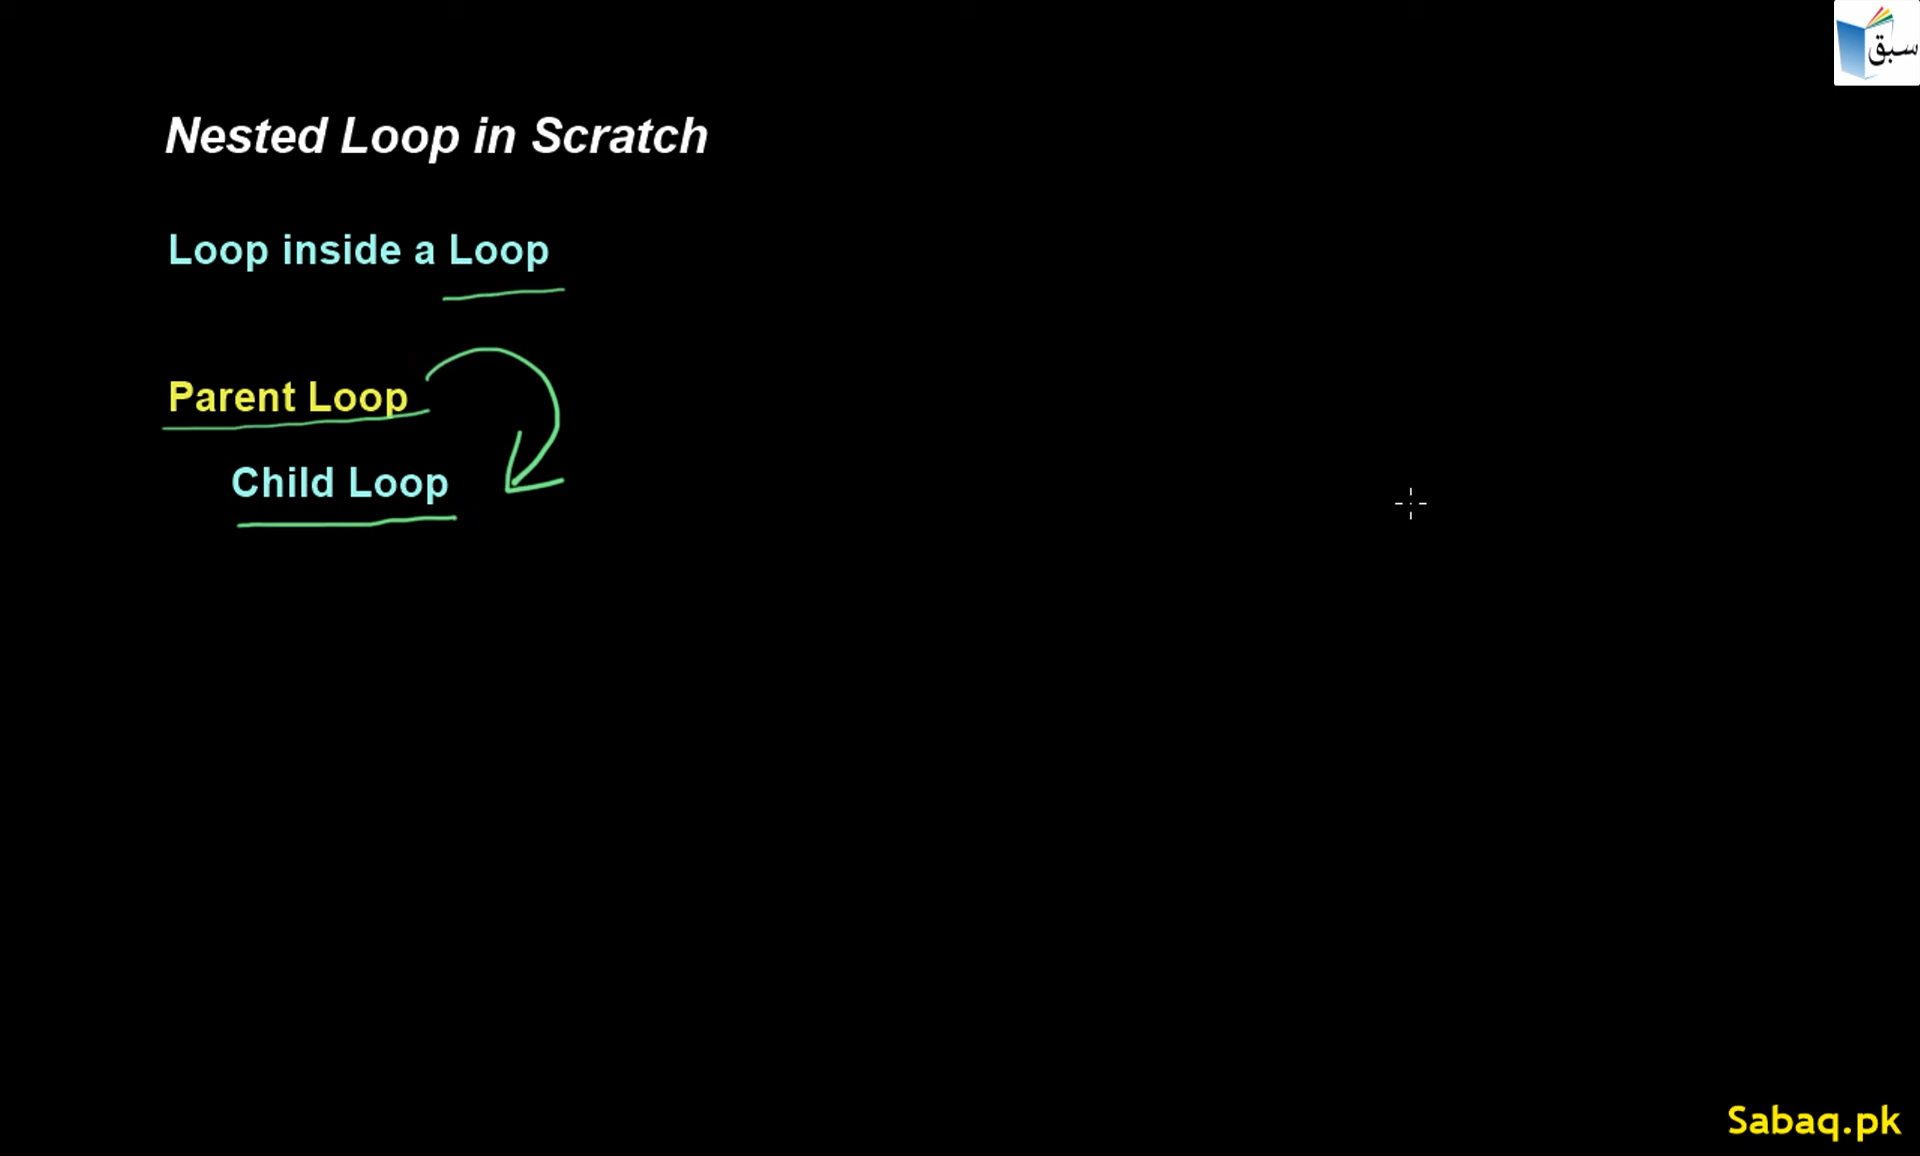 سبق
Nested Loop in Scratch
Loop inside a Loop
Parent Loop
Child Loop
Sabaq.pk